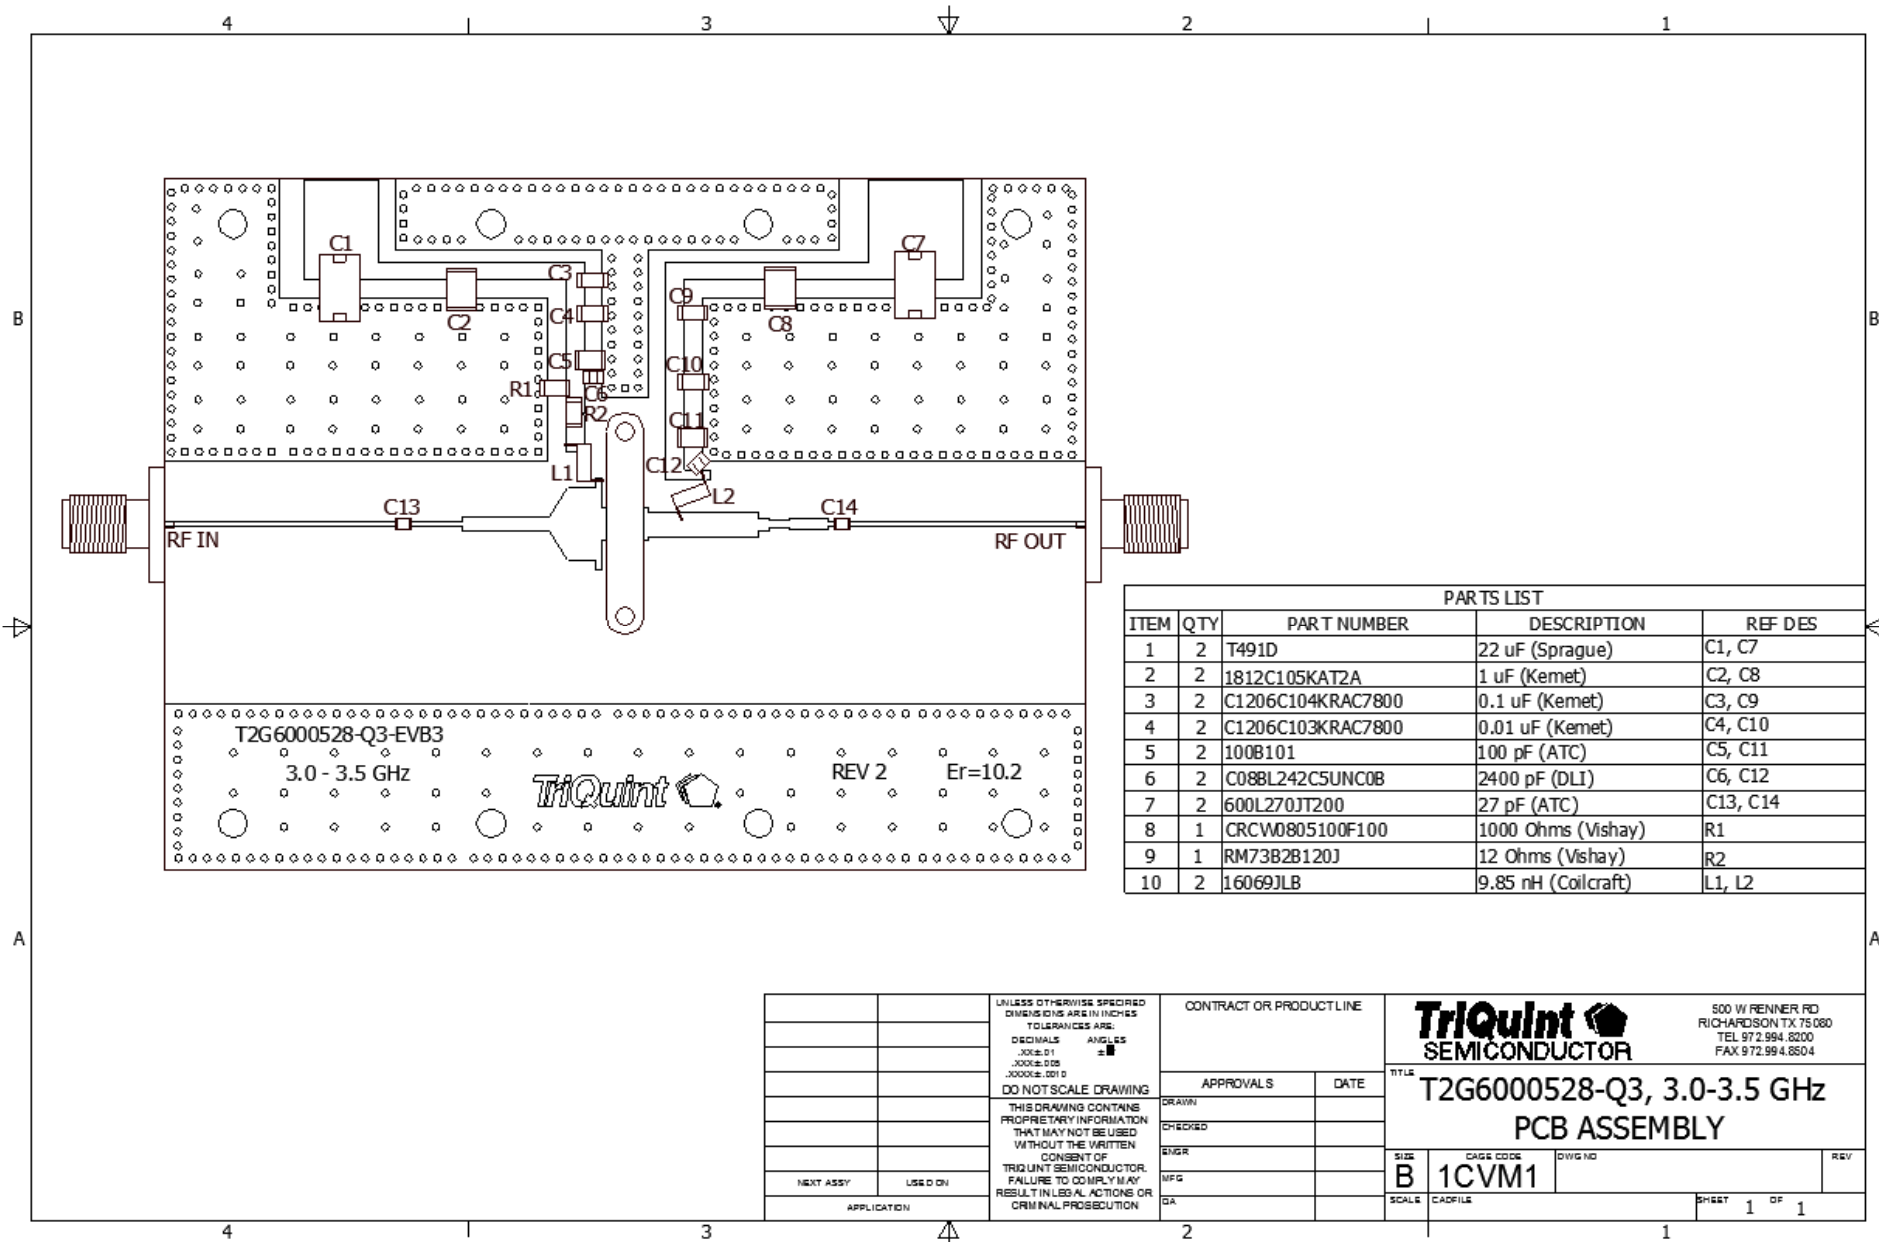 4 3 2 1
B B
C1
C7
C3
C2
C4
C9
C8
C5
C10
R1
C6
R2
C11
L1
C12
L2
C13
C14
RF IN
RF OUT
T2G6000528-Q3-EVB3
3.0 - 3.5 GHz
TriQuint
REV 2
Er=10.2
PARTS LIST
ITEM QTY PART NUMBER DESCRIPTION REF DES
1 2 T491D 22 uF (Sprague) C1, C7
2 2 1812C105KAT2A 1 uF (Kemet) C2, C8
3 2 C1206C104KRAC7800 0.1 uF (Kemet) C3, C9
4 2 C1206C103KRAC7800 0.01 uF (Kemet) C4, C10
5 2 100B101 100 pF (ATC) C5, C11
6 2 C08BL242C5UNC0B 2400 pF (DLI) C6, C12
7 2 600L270JT200 27 pF (ATC) C13, C14
8 1 CRCW0805100F100 1000 Ohms (Vishay) R1
9 1 RM73B2B120J 12 Ohms (Vishay) R2
10 2 16069JLB 9.85 nH (Coilcraft) L1, L2
A A
NEXT ASSY USED ON
APPLICATION
UNLESS OTHERWISE SPECIFIED
DIMENSIONS ARE IN INCHES
TOLERANCES ARE:
DECIMALS ANGLES
.XX±.01 ±
.XXX±.005
.XXXX±.0010
DO NOT SCALE DRAWING
THIS DRAWING CONTAINS
PROPRIETARY INFORMATION
THAT MAY NOT BE USED
WITHOUT THE WRITTEN
CONSENT OF
TRIQUINT SEMICONDUCTOR.
FAILURE TO COMPLY MAY
RESULT IN LEGAL ACTIONS OR
CRIMINAL PROSECUTION
CONTRACT OR PRODUCT LINE
APPROVALS DATE
DRAWN
CHECKED
ENGR
MFG
QA
TriQuint
SEMICONDUCTOR
500 W RENNER RD
RICHARDSON TX 75080
TEL 972.994.8200
FAX 972.994.8504
TITLE
T2G6000528-Q3, 3.0-3.5 GHz
PCB ASSEMBLY
SIZE B
CAGE CODE 1CVM1
DWG NO
REV
SCALE
CADFILE
SHEET 1 OF 1
4 3 2 1